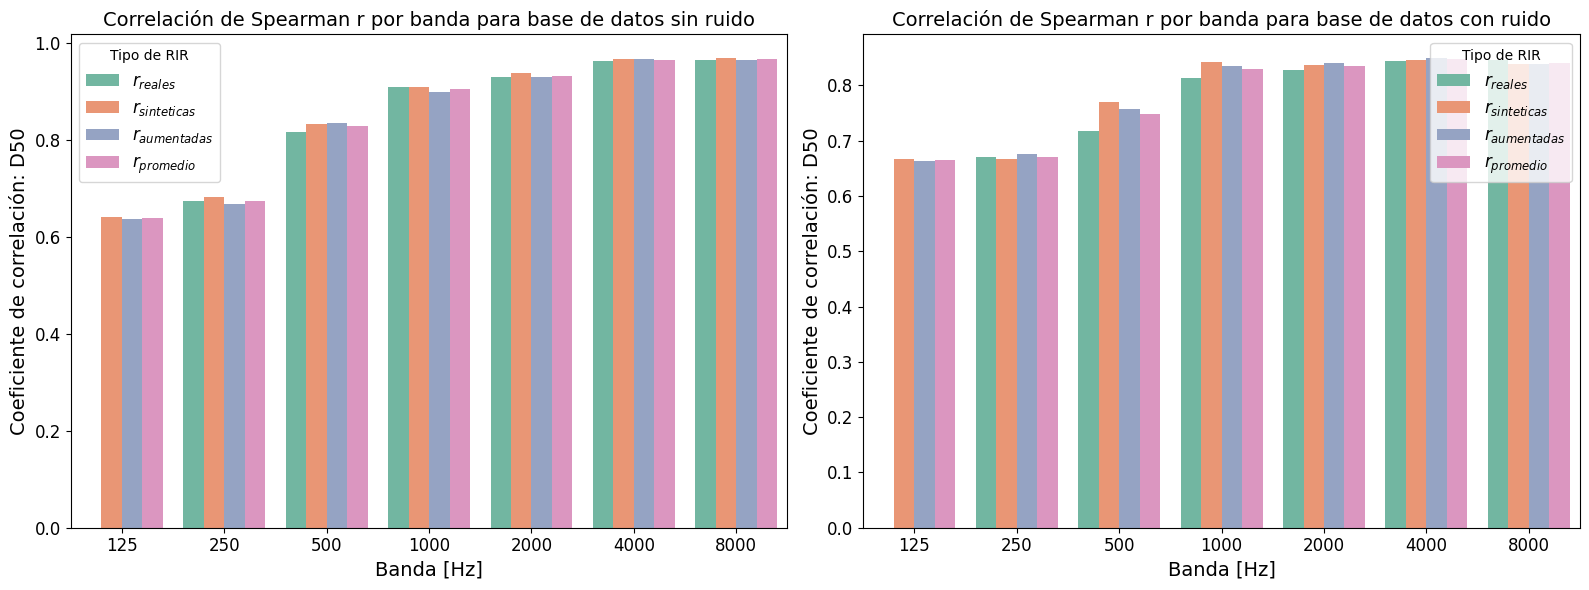 Correlación de Spearman r por banda para base de datos sin ruido
Coeficiente de correlación: D50
1.0
0.8
0.6
0.4
0.2
0.0
Tipo de RIR
r_reales
r_sinteticas
r_aumentadas
r_promedio
125 250 500 1000 2000 4000 8000
Banda [Hz]
Correlación de Spearman r por banda para base de datos con ruido
Coeficiente de correlación: D50
0.8
0.7
0.6
0.5
0.4
0.3
0.2
0.1
0.0
Tipo de RIR
r_reales
r_sinteticas
r_aumentadas
r_promedio
125 250 500 1000 2000 4000 8000
Banda [Hz]